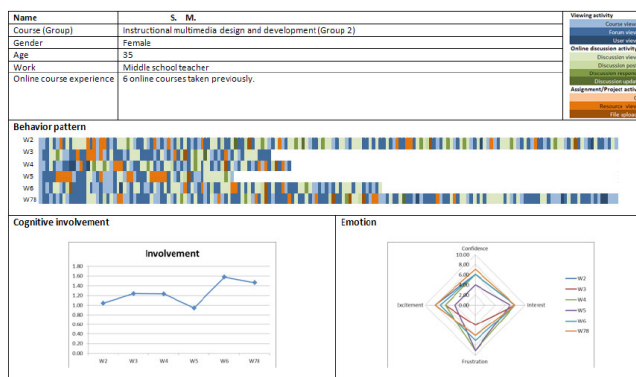 Name S. M.
Course (Group) Instructional multimedia design and development (Group 2)
Gender Female
Age 35
Work Middle school teacher
Online course experience 6 online courses taken previously.
Viewing activity
Course view
Forum view
User view
Online discussion activity
Discussion view
Discussion post
Discussion respon
Discussion updat
Assignment/Project activ
Resource view
File upload
Behavior pattern
W2
W3
W4
W5
W6
W78
Cognitive involvement
Involvement
1.80
1.60
1.40
1.20
1.00
0.80
0.60
0.40
0.20
0.00
W2 W3 W4 W5 W6 W78
Emotion
Confidence
10.00
8.00
6.00
4.00
2.00
0.00
Excitement
Interest
Frustration
W2
W3
W4
W5
W6
W78